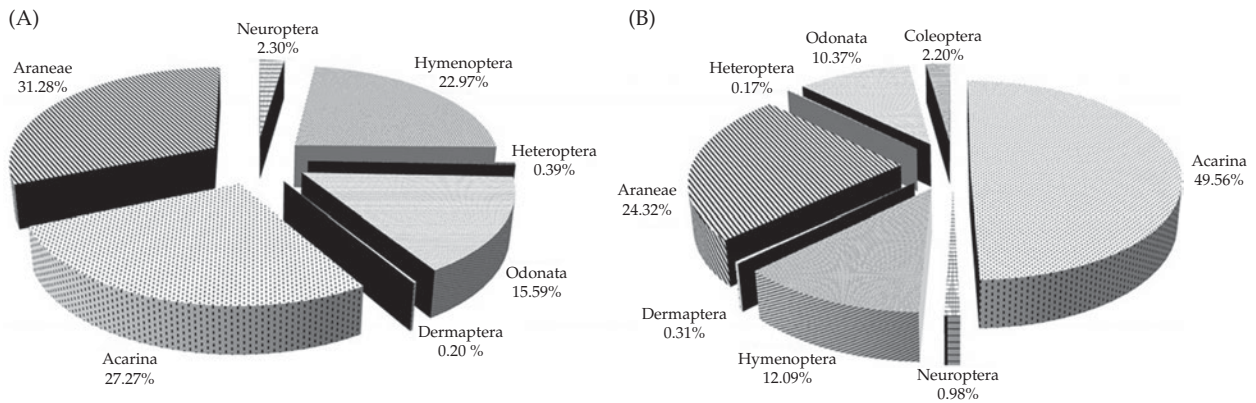 (A)
Neuroptera
2.30%
Hymenoptera
22.97%
Heteroptera
0.39%
Odonata
15.59%
Dermaptera
0.20 %
Acarina
27.27%
Araneae
31.28%
(B)
Coleoptera
2.20%
Acarina
49.56%
Neuroptera
0.98%
Hymenoptera
12.09%
Dermaptera
0.31%
Araneae
24.32%
Heteroptera
0.17%
Odonata
10.37%